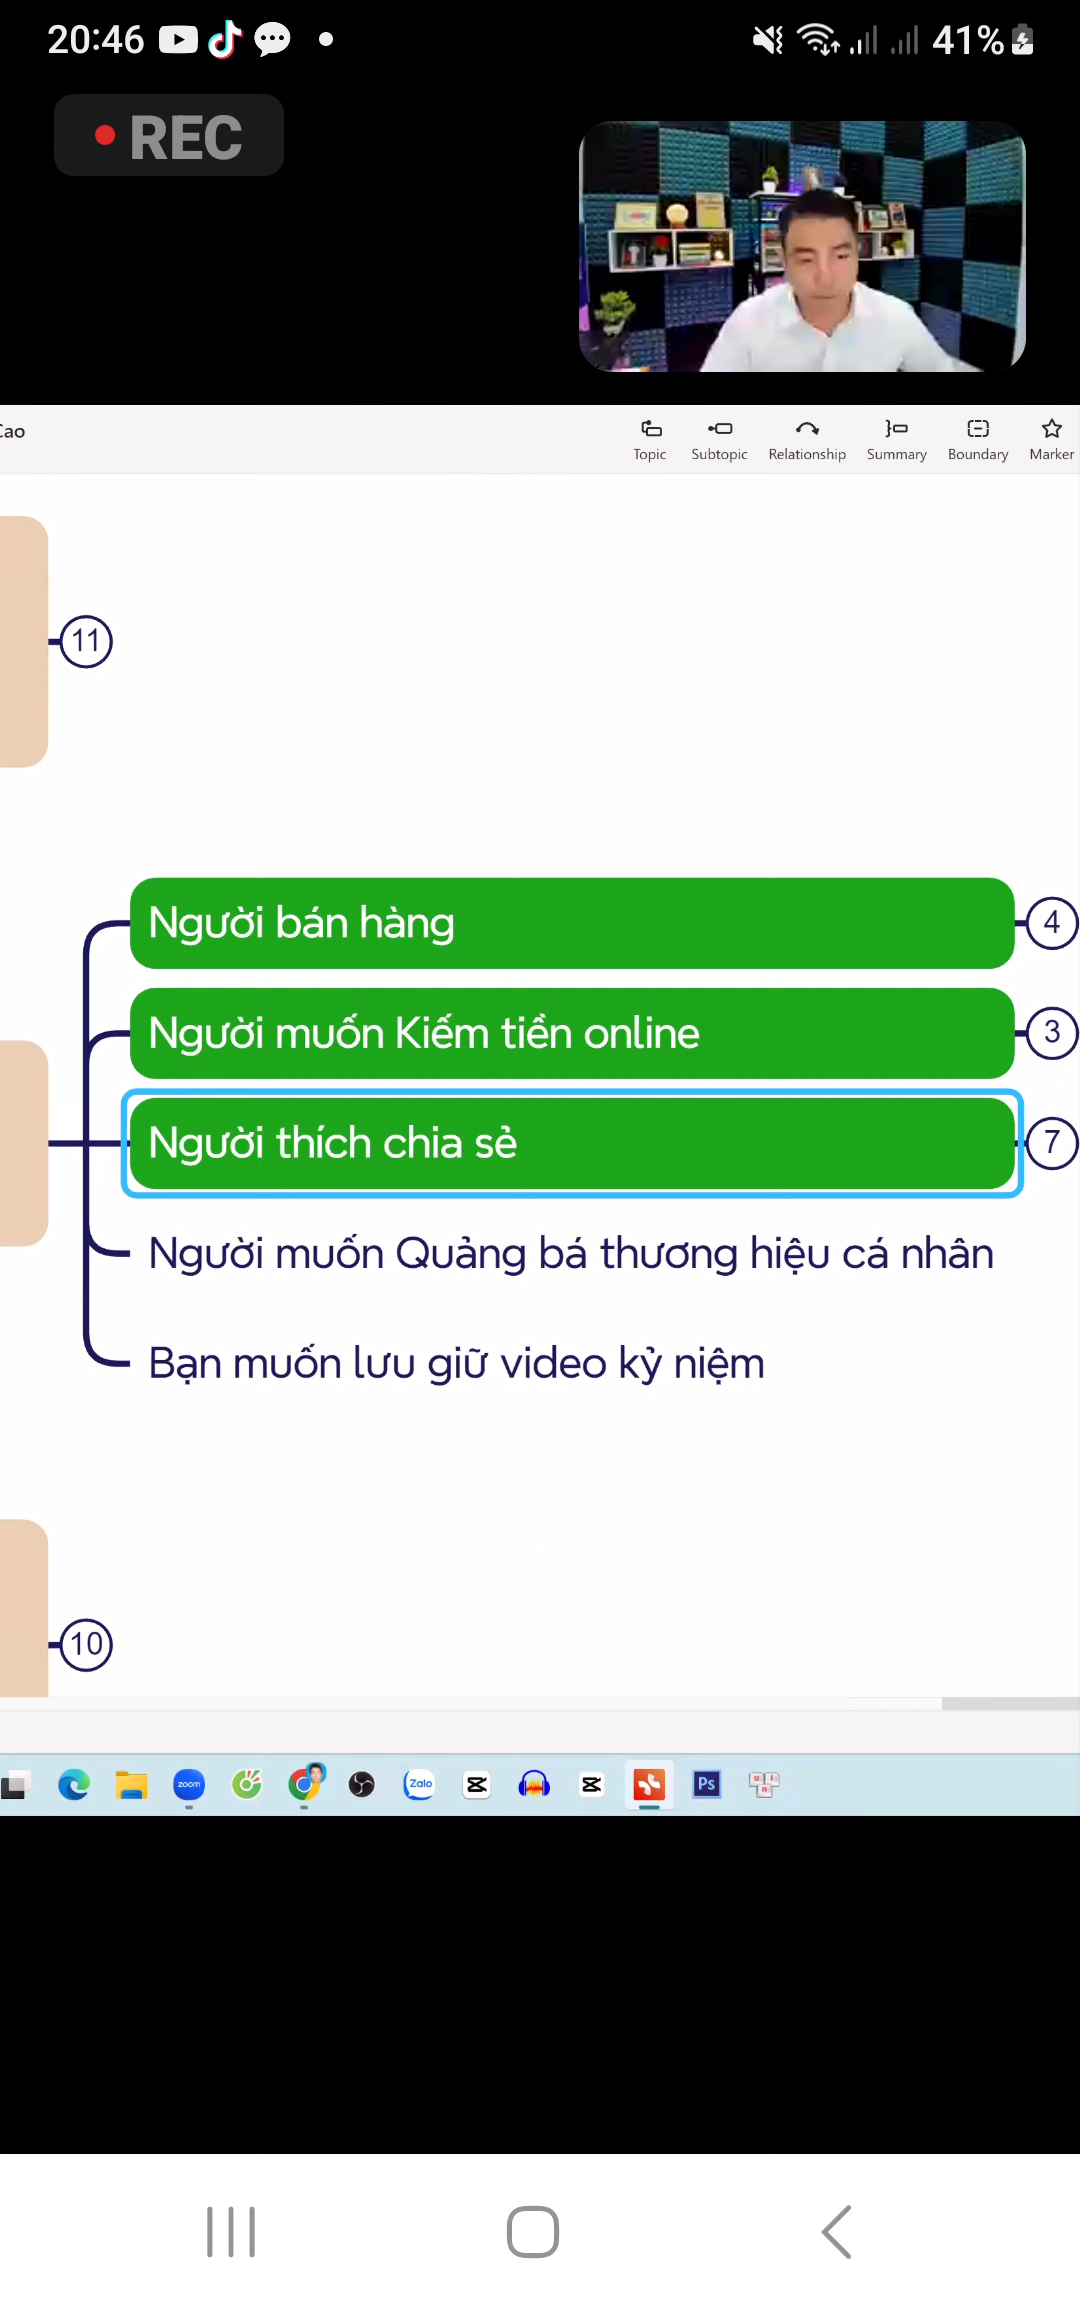 20:46
41%
REC
Cao
Topic
Subtopic
Relationship
Summary
Boundary
Marker
11
Người bán hàng
4
Người muốn Kiếm tiền online
3
Người thích chia sẻ
7
Người muốn Quảng bá thương hiệu cá nhân
Bạn muốn lưu giữ video kỷ niệm
10
zoom
Zalo
Ps